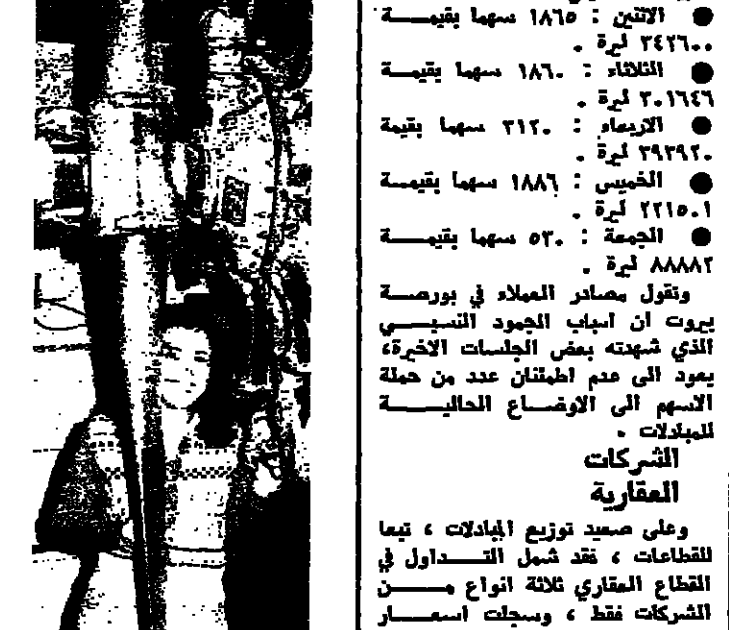 ● الاثنين : ١٨٦٥ سهما بقيمة
٣٤٢٦٠٠ ليرة .
● الثلاثاء : ١٨٦٠ سهما بقيمة
٣٠١٦٤٦ ليرة .
● الاربعاء : ٣١٢٠ سهما بقيمة
٣٩٣٩٢٠ ليرة .
● الخميس : ١٨٨٦ سهما بقيمة
٢٢١٥٠١ ليرة .
● الجمعة : ٥٣٠ سهما بقيمة
٨٨٨٨٢ ليرة .
وتقول مصادر العملاء في بورصة
بيروت ان اسباب الجمود النسبي
الذي شهدته بعض الجلسات الاخيرة،
يعود الى عدم اطمئنان عدد من حملة
الاسهم الى الاوضاع الحالية
للمبادلات .
الشركات
العقارية
وعلى صعيد توزيع المبادلات ، تبعا
للقطاعات ، فقد شمل التداول في
القطاع العقاري ثلاثة انواع من
الشركات فقط ، وسجلت اسعار